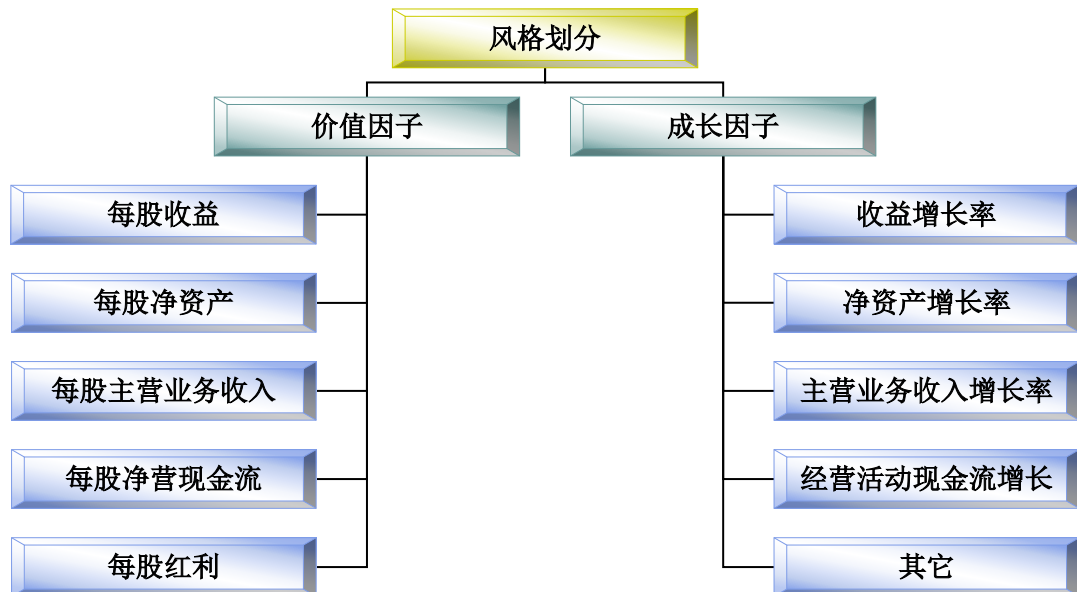 风格划分
价值因子
成长因子
每股收益
每股净资产
每股主营业务收入
每股净营现金流
每股红利
收益增长率
净资产增长率
主营业务收入增长率
经营活动现金流增长
其它